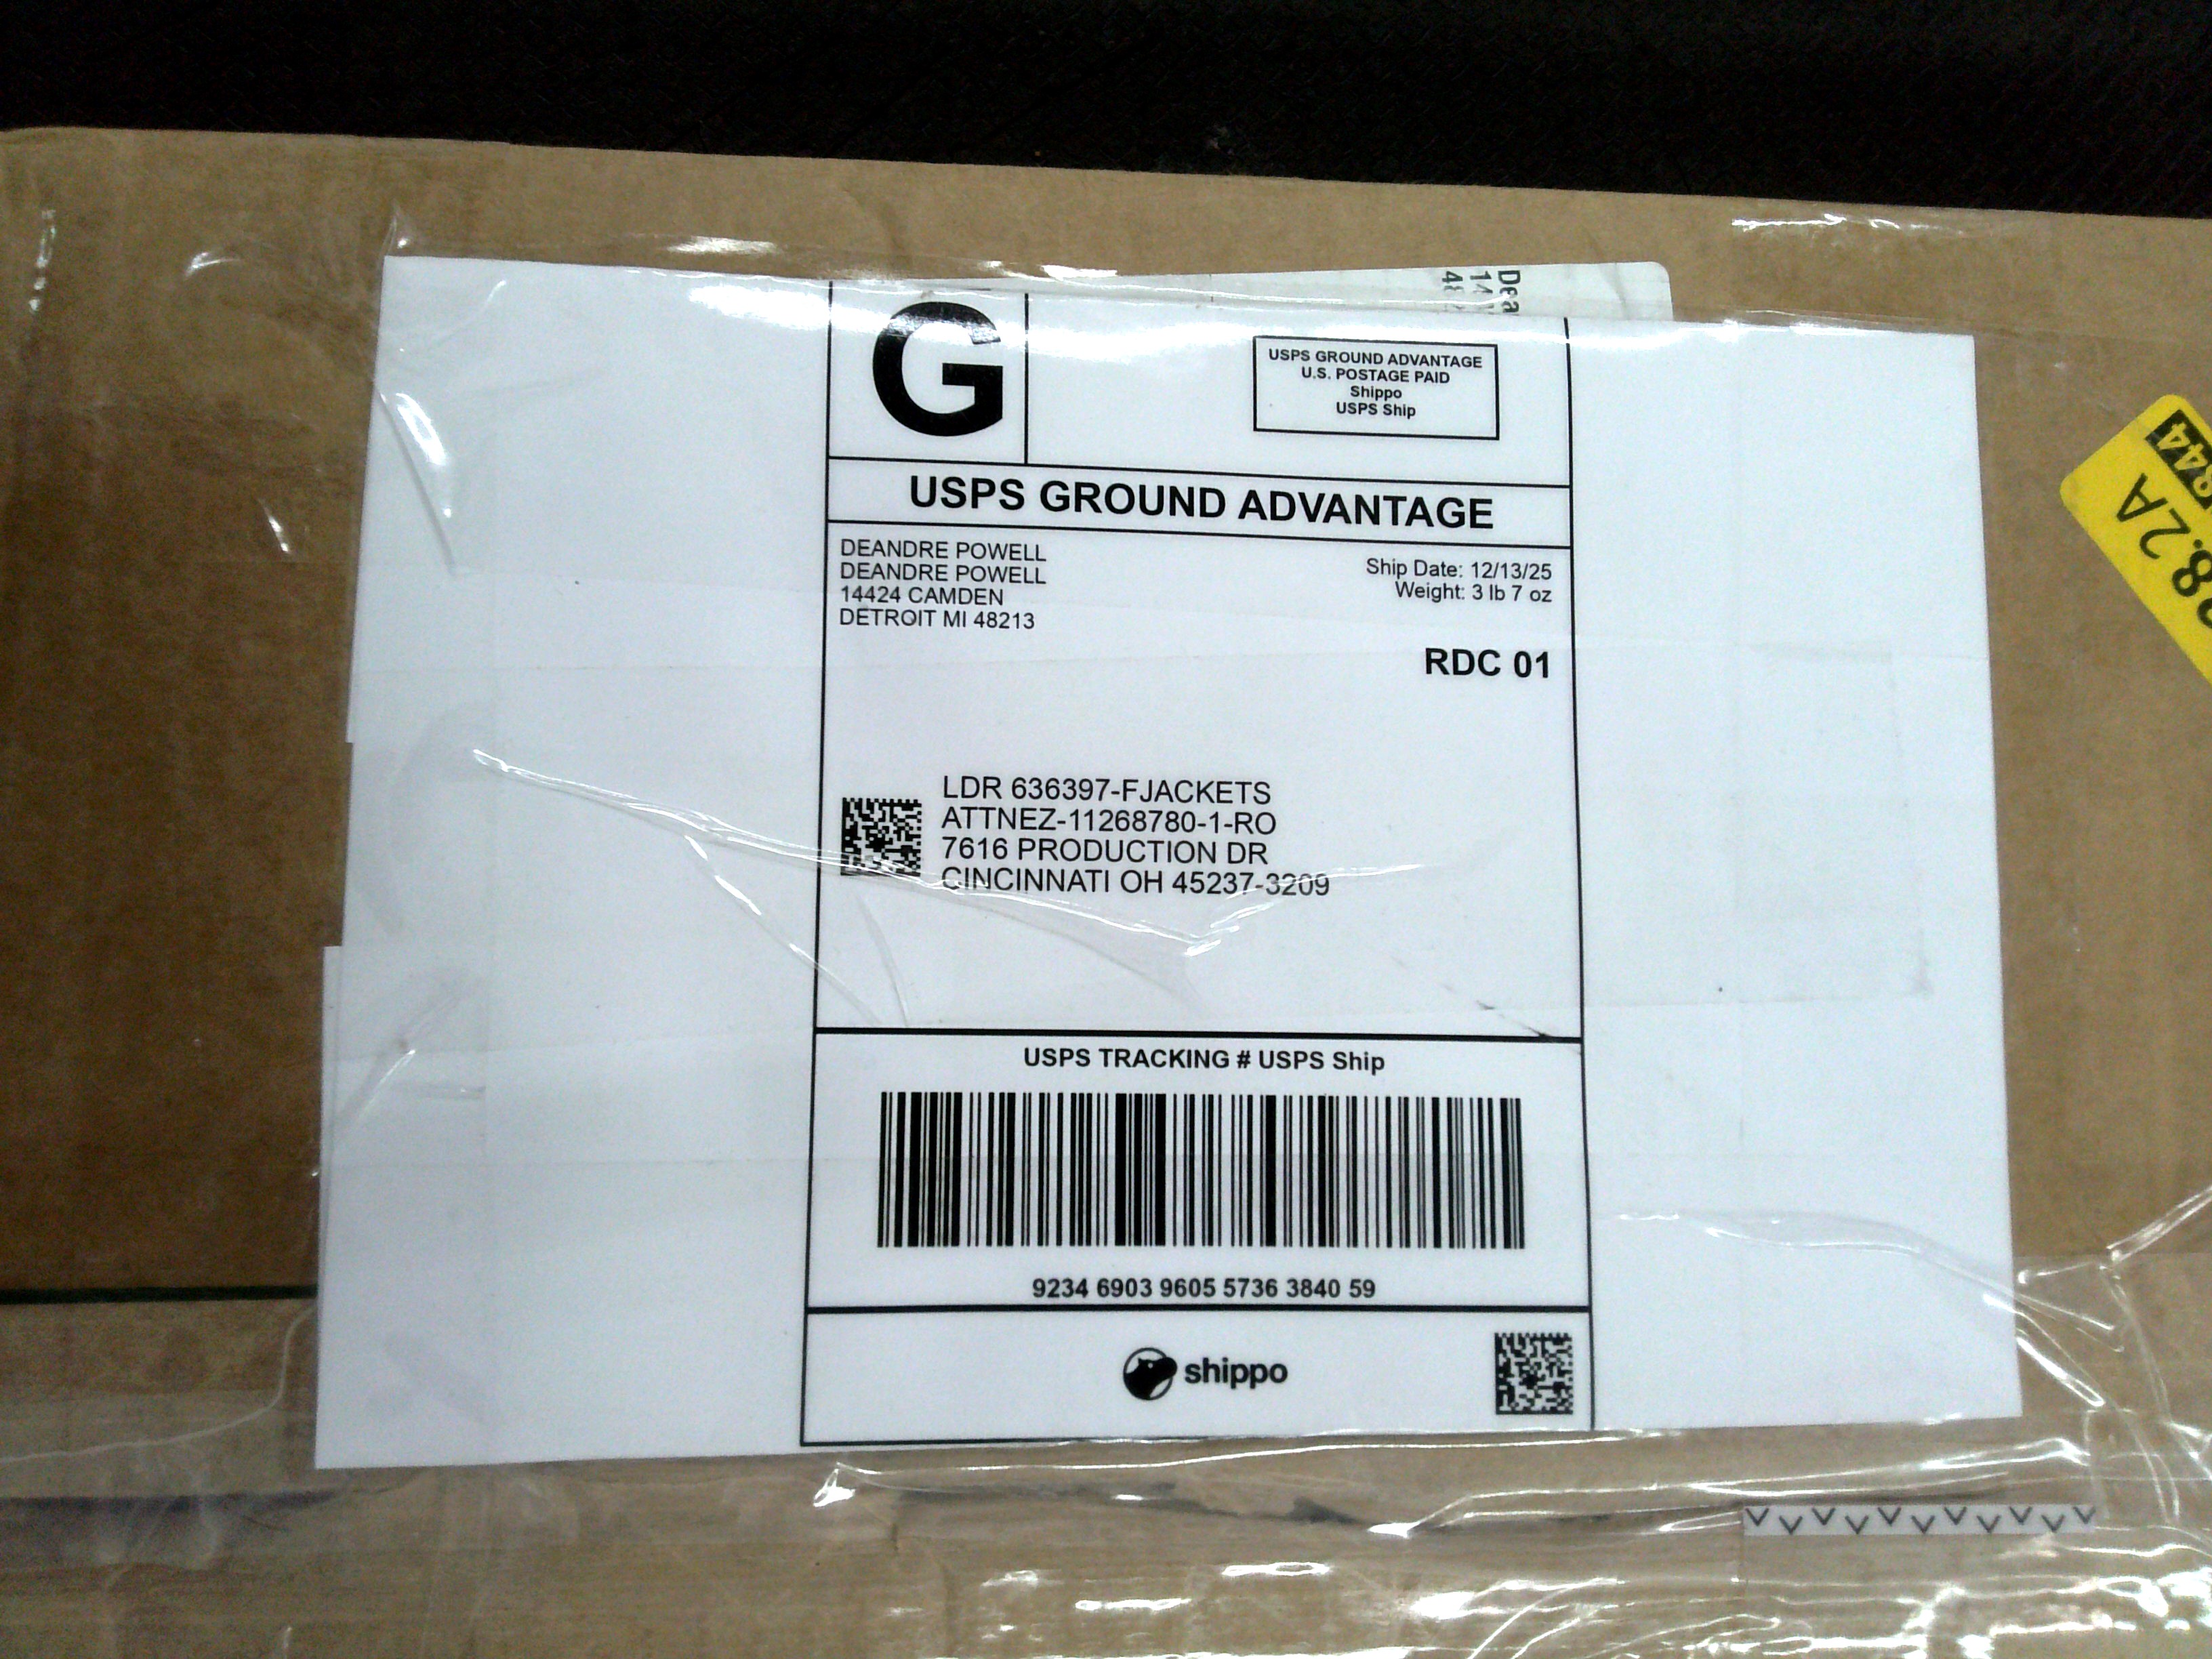 G
USPS GROUND ADVANTAGE
U.S. POSTAGE PAID
Shippo
USPS Ship
USPS GROUND ADVANTAGE
DEANDRE POWELL
DEANDRE POWELL
14424 CAMDEN
DETROIT MI 48213
Ship Date: 12/13/25
Weight: 3 lb 7 oz
RDC 01
LDR 636397-FJACKETS
ATTNEZ-11268780-1-RO
7616 PRODUCTION DR
CINCINNATI OH 45237-3209
USPS TRACKING # USPS Ship
9234 6903 9605 5736 3840 59
shippo